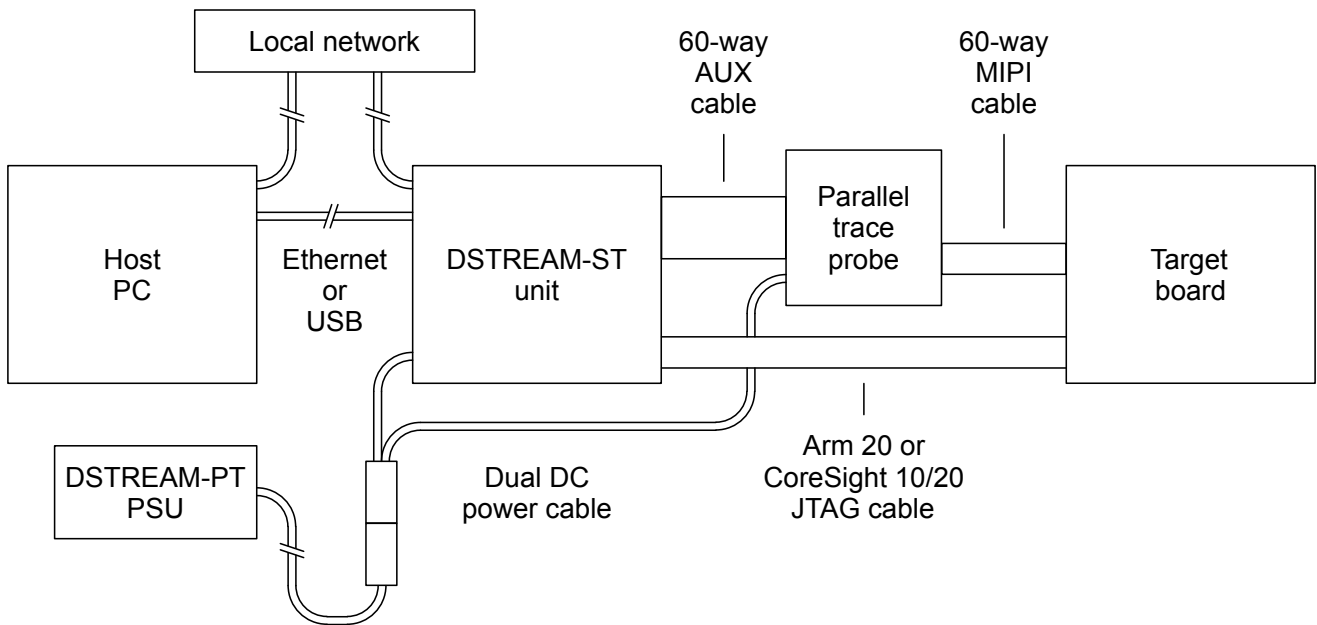 Local network
60-way
AUX
cable
60-way
MIPI
cable
Host
PC
Ethernet
or
USB
DSTREAM-ST
unit
Parallel
trace
probe
Target
board
DSTREAM-PT
PSU
Dual DC
power cable
Arm 20 or
CoreSight 10/20
JTAG cable